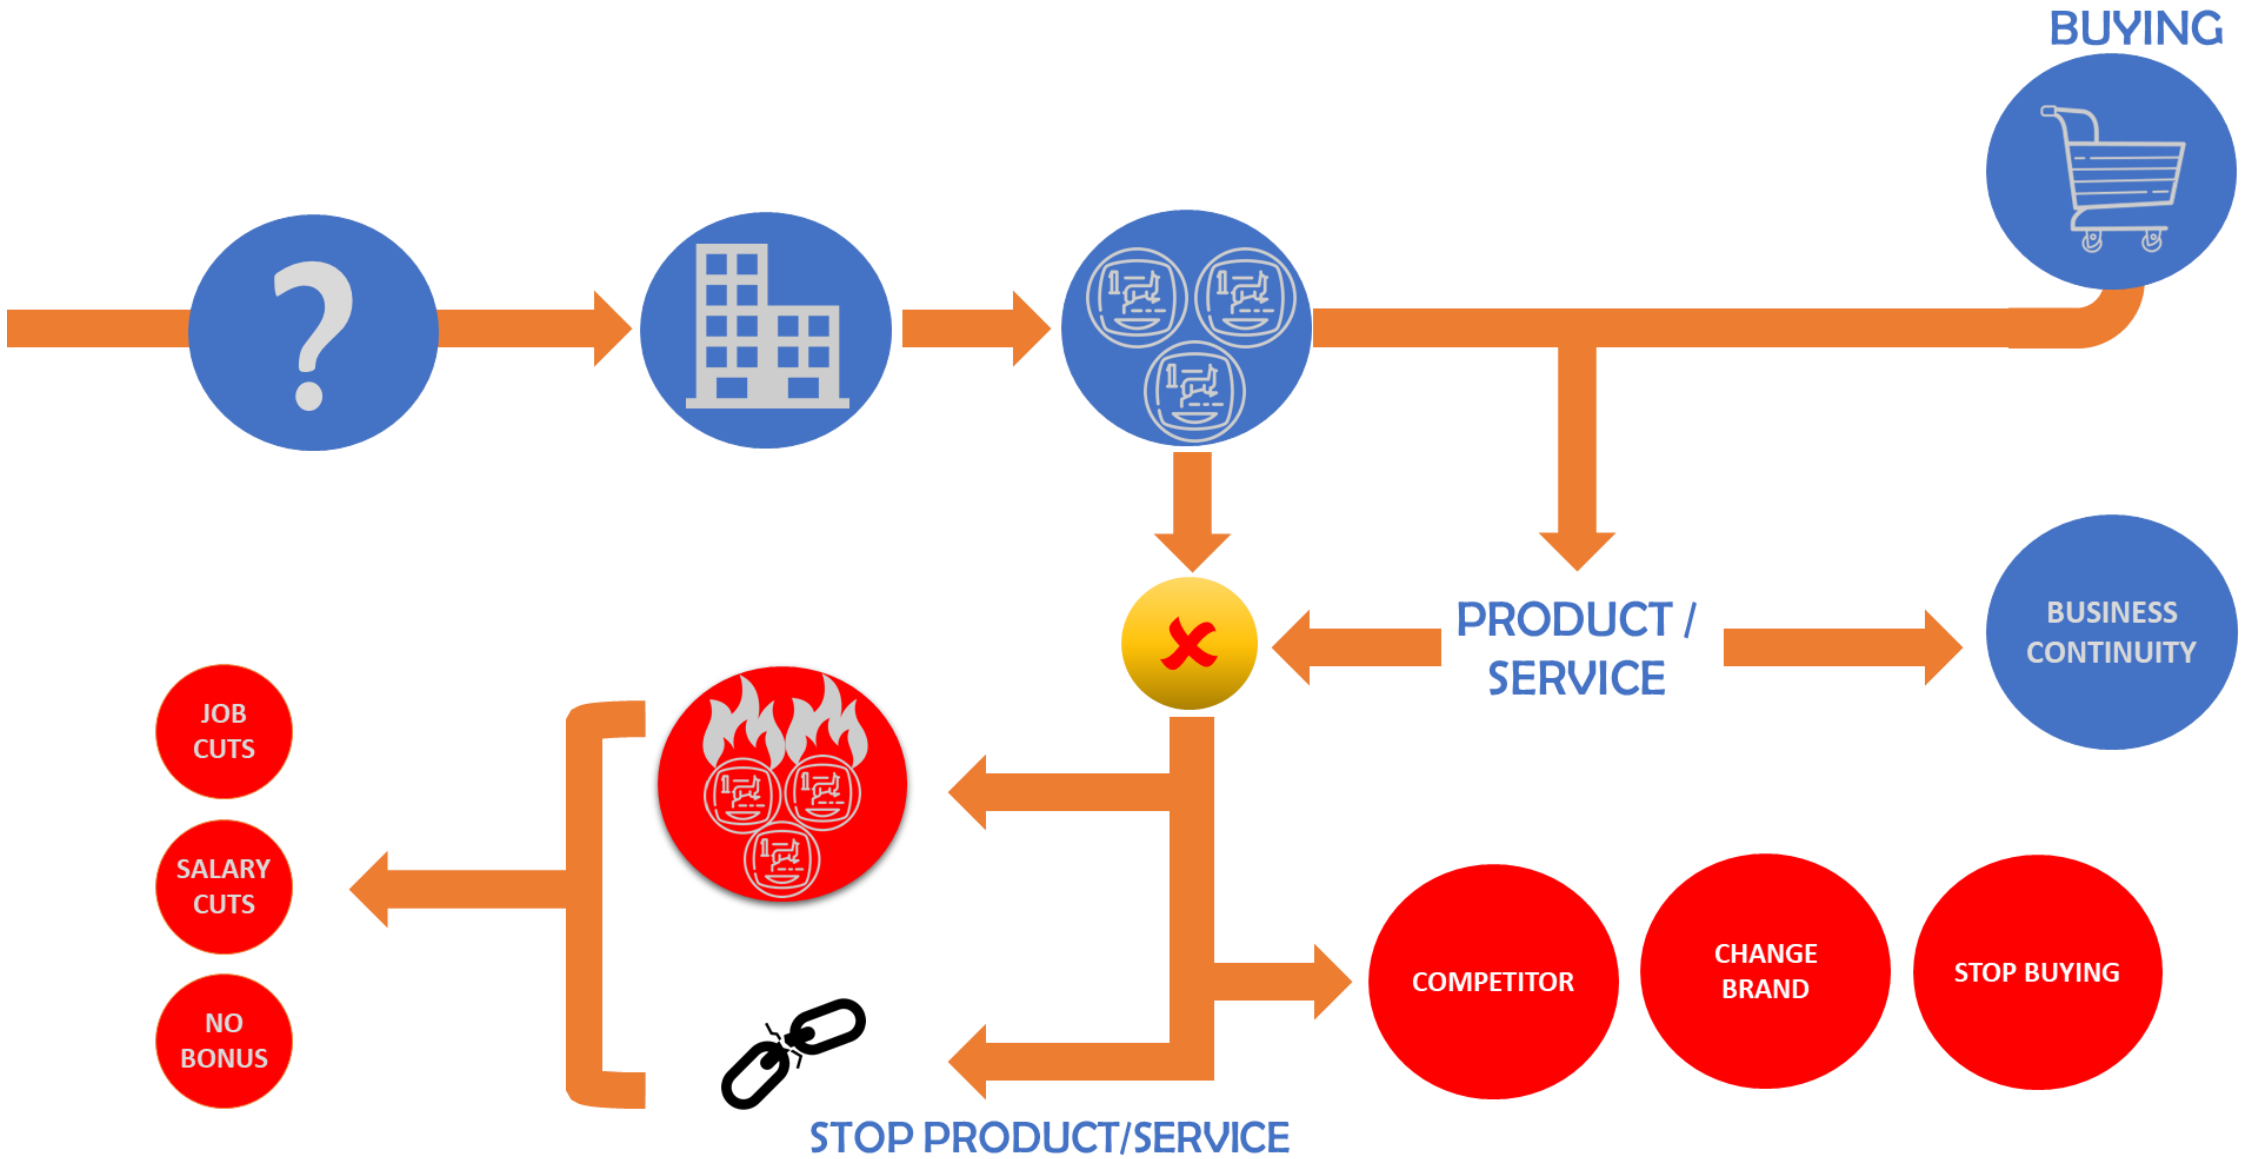 BUYING
PRODUCT /
SERVICE
BUSINESS
CONTINUITY
JOB
CUTS
SALARY
CUTS
NO
BONUS
COMPETITOR
CHANGE
BRAND
STOP BUYING
STOP PRODUCT/SERVICE